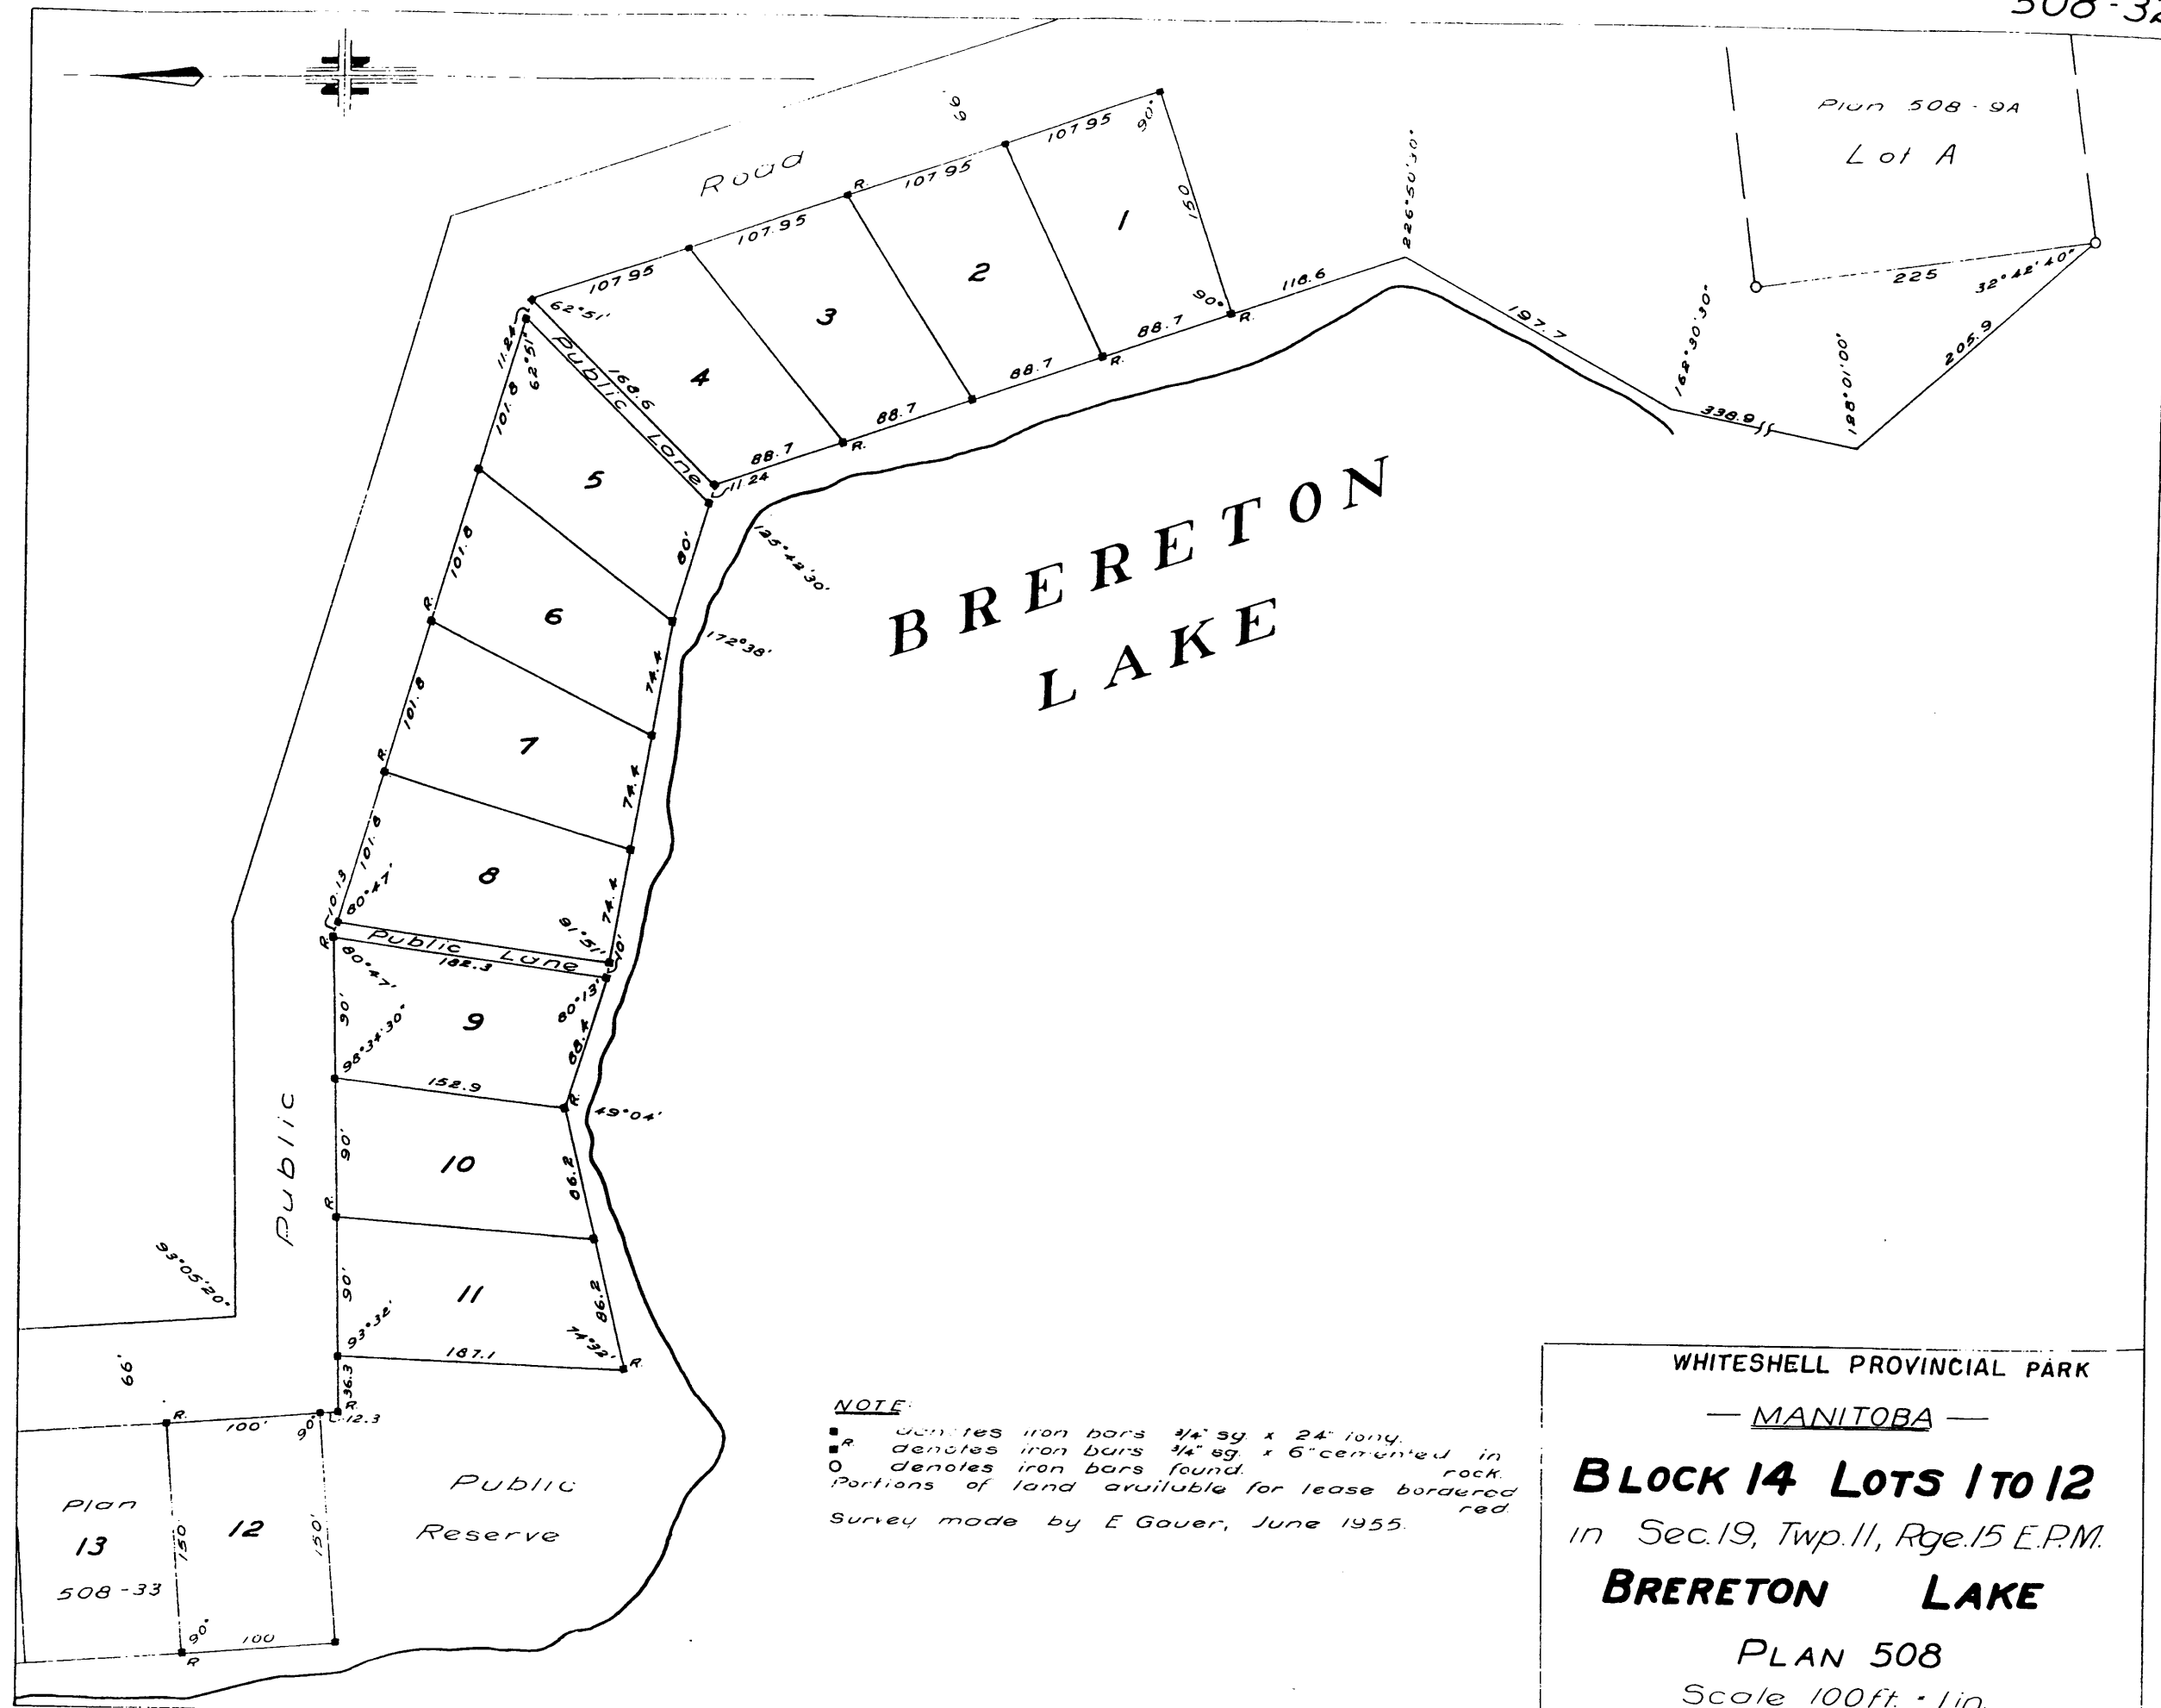 508-32
Plan 508-9A
Lot A
225
32°42'40"
205.9
188°10'00"
338.9
162°30'30"
197.7
226°50'30"
118.6
66'
Road
107.95
107.95
107.95
107.95
90°
150
90°
1
2
3
4
62°51'
88.7
88.7
88.7
88.7
R.
R.
R.
R.
168.6
Public Lane
11.24
11.24
62°51'
101.8
5
80'
125°42'30"
101.8
6
74.4
172°38'
R.
101.8
7
74.4
R.
101.8
8
74.4
10.13
80°47'
91°51'
10'
Public Lane
182.3
R.
80°47'
80°13'
90'
9
88.4
98°34'30"
152.9
R.
49°04'
90'
10
86.2
R.
90'
11
86.2
93°32'
74°32'
187.1
R.
36.3
R.
12.3
Public
93°05'20"
66'
R.
100'
90°
Plan
13
508-33
150'
12
150'
90°
100
R
Public
Reserve
BRERETON
LAKE
NOTE:
■ denotes iron bars 3/4" sq. x 24" long.
■R. denotes iron bars 3/4" sq. x 6" cemented in
rock.
○ denotes iron bars found.
Portions of land available for lease bordered
red.
Survey made by E Gauer, June 1955.
WHITESHELL PROVINCIAL PARK
— MANITOBA —
BLOCK 14 LOTS 1 TO 12
in Sec.19, Twp.11, Rge.15 E.P.M.
BRERETON LAKE
PLAN 508
Scale 100ft. = 1in.